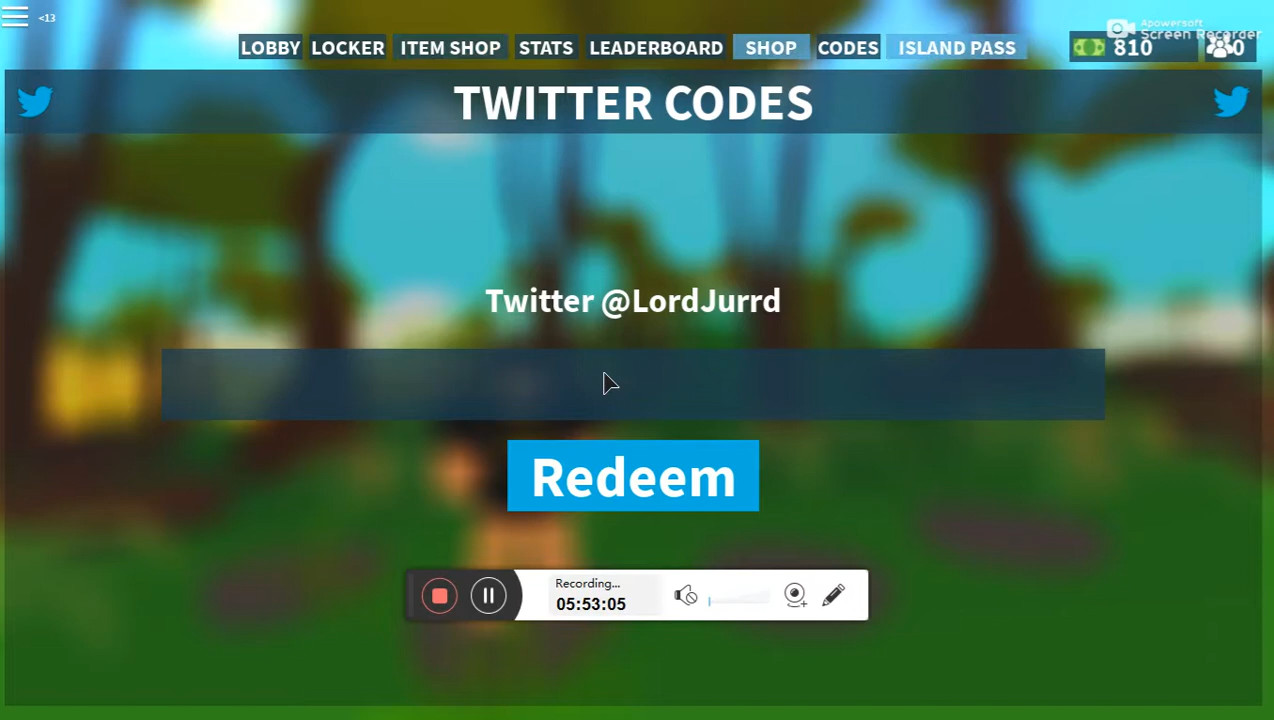 <13
Apowersoft
Screen Recorder
LOBBY LOCKER ITEM SHOP STATS LEADERBOARD SHOP CODES ISLAND PASS 810 0
TWITTER CODES
Twitter @LordJurrd
Redeem
Recording...
05:53:05